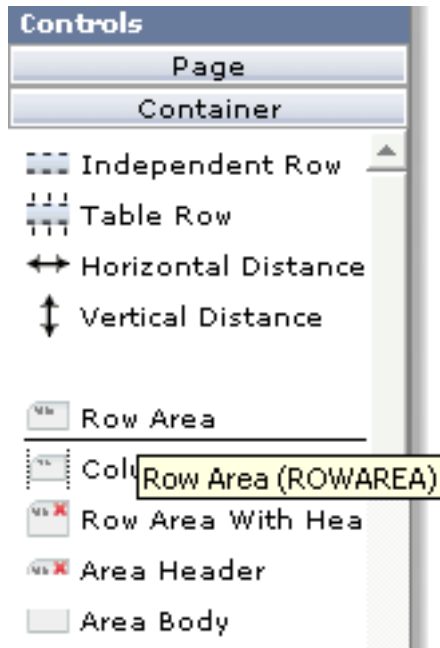 Controls
Page
Container
Independent Row
Table Row
Horizontal Distance
Vertical Distance
Row Area
Colu
Row Area (ROWAREA)
Row Area With Hea
Area Header
Area Body